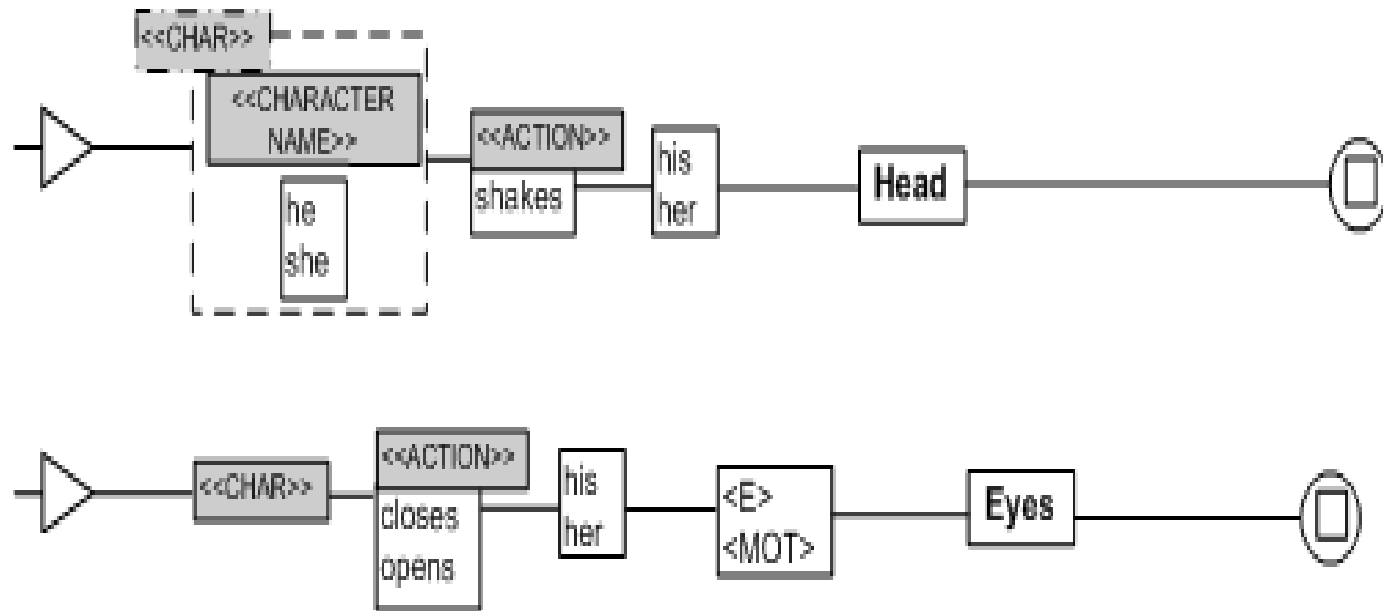 <<CHAR>>
<<CHARACTER
NAME>>
he
she
<<ACTION>>
shakes
his
her
Head
<<CHAR>>
<<ACTION>>
closes
opens
his
her
<E>
<MOT>
Eyes